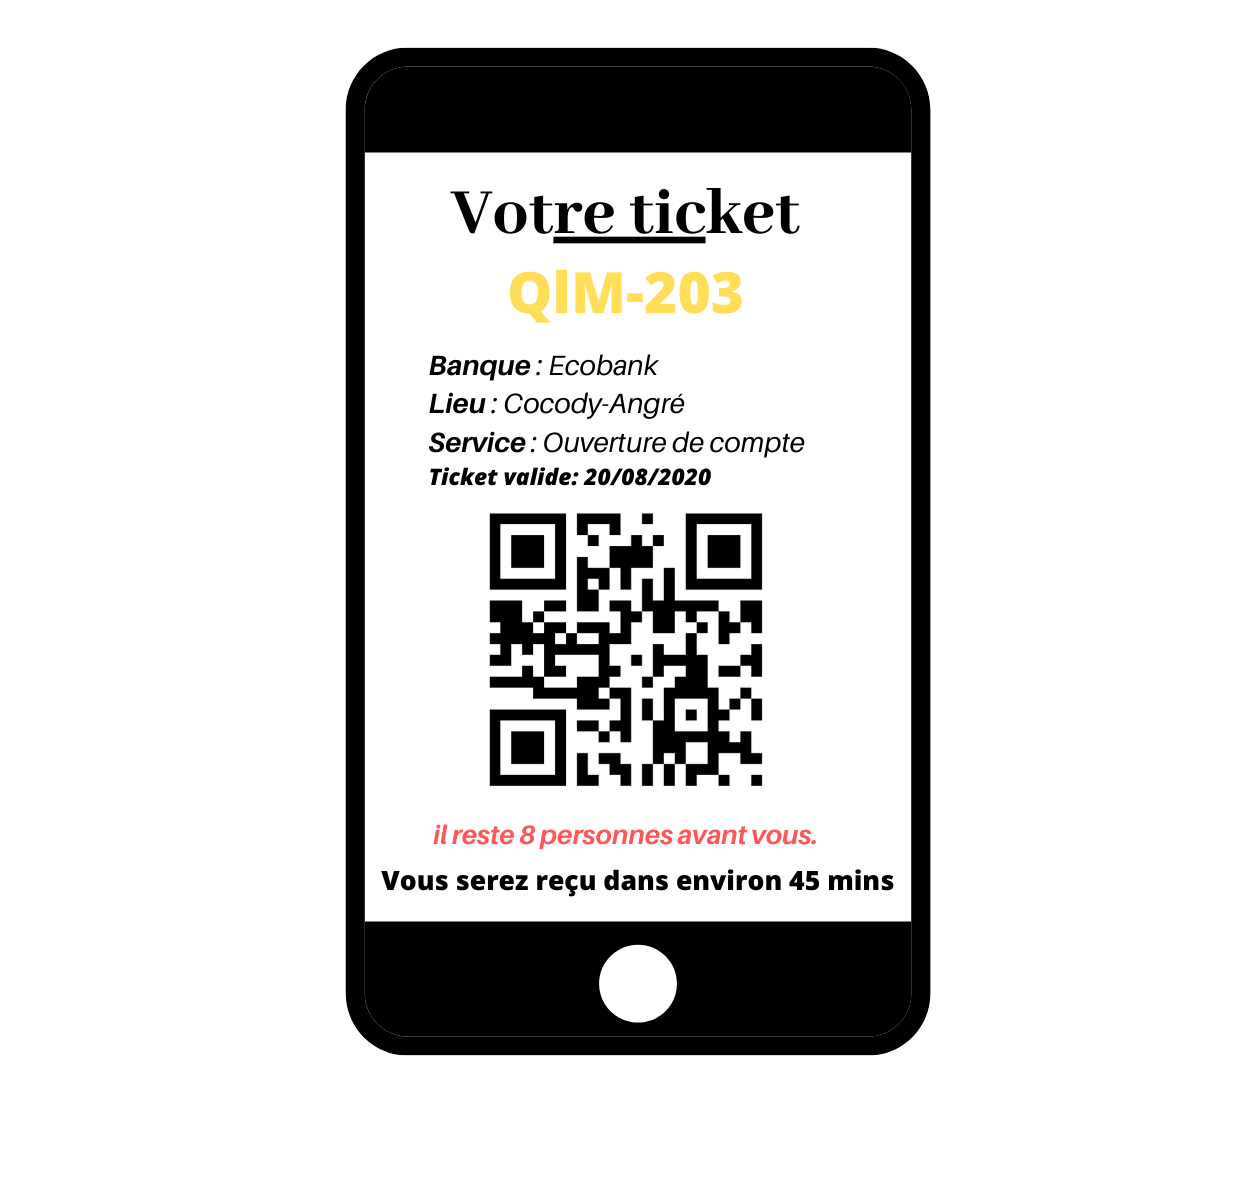 Votre ticket
QlM-203
Banque : Ecobank
Lieu : Cocody-Angré
Service : Ouverture de compte
Ticket valide: 20/08/2020
il reste 8 personnes avant vous.
Vous serez reçu dans environ 45 mins